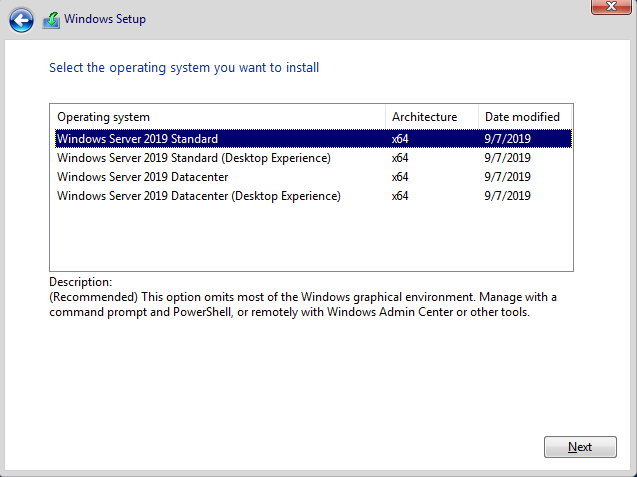 Windows Setup
Select the operating system you want to install
Operating system Architecture Date modified
Windows Server 2019 Standard x64 9/7/2019
Windows Server 2019 Standard (Desktop Experience) x64 9/7/2019
Windows Server 2019 Datacenter x64 9/7/2019
Windows Server 2019 Datacenter (Desktop Experience) x64 9/7/2019
Description:
(Recommended) This option omits most of the Windows graphical environment. Manage with a
command prompt and PowerShell, or remotely with Windows Admin Center or other tools.
Next